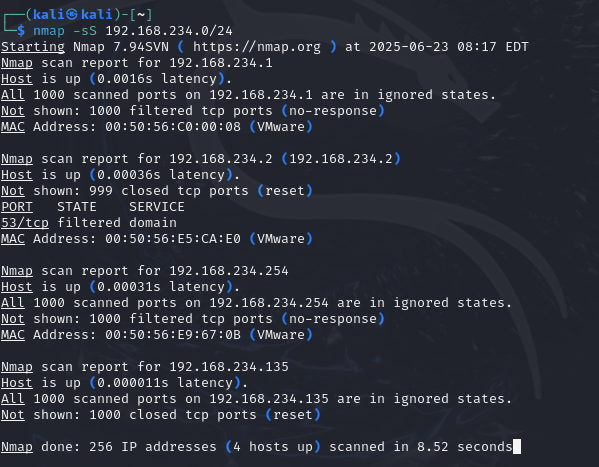 ┌──(kali㉿kali)-[~]
└─$ nmap -sS 192.168.234.0/24
Starting Nmap 7.94SVN ( https://nmap.org ) at 2025-06-23 08:17 EDT
Nmap scan report for 192.168.234.1
Host is up (0.0016s latency).
All 1000 scanned ports on 192.168.234.1 are in ignored states.
Not shown: 1000 filtered tcp ports (no-response)
MAC Address: 00:50:56:C0:00:08 (VMware)

Nmap scan report for 192.168.234.2 (192.168.234.2)
Host is up (0.00036s latency).
Not shown: 999 closed tcp ports (reset)
PORT   STATE    SERVICE
53/tcp filtered domain
MAC Address: 00:50:56:E5:CA:E0 (VMware)

Nmap scan report for 192.168.234.254
Host is up (0.00031s latency).
All 1000 scanned ports on 192.168.234.254 are in ignored states.
Not shown: 1000 filtered tcp ports (no-response)
MAC Address: 00:50:56:E9:67:0B (VMware)

Nmap scan report for 192.168.234.135
Host is up (0.000011s latency).
All 1000 scanned ports on 192.168.234.135 are in ignored states.
Not shown: 1000 closed tcp ports (reset)

Nmap done: 256 IP addresses (4 hosts up) scanned in 8.52 seconds